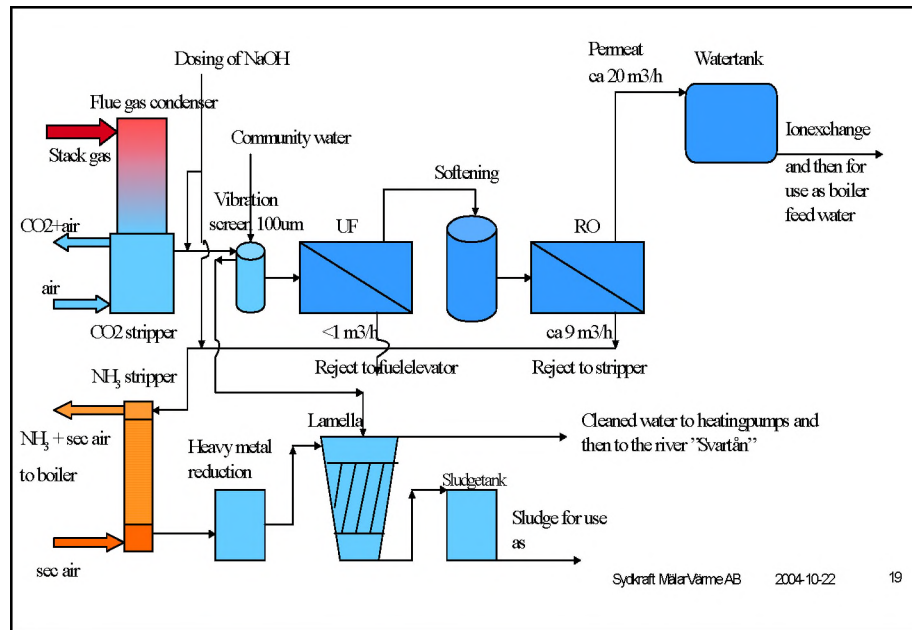 Dosing of NaOH
Permeat
ca 20 m3/h
Watertank
Flue gas condenser
Stack gas
Community water
Ionexchange
and then for
use as boiler
feed water
Softening
Vibration
screen 100um
UF
RO
CO2+air
air
CO2 stripper
<1 m3/h
ca 9 m3/h
Reject to fuelelevator
Reject to stripper
NH3 stripper
NH3 + sec air
to boiler
Heavy metal
reduction
Lamella
Cleaned water to heatingpumps and
then to the river "Svartån"
Sludgetank
Sludge for use
as
sec air
Sydkraft MälarVärme AB 2004-10-22 19